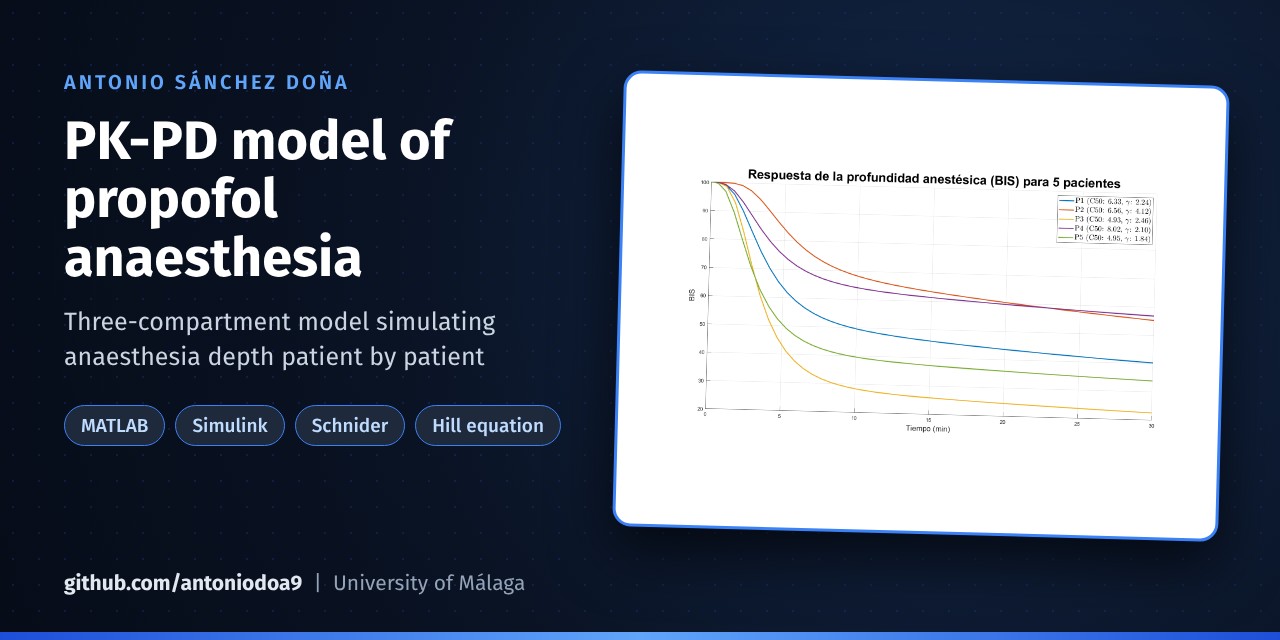 ANTONIO SÁNCHEZ DOÑA
PK-PD model of
propofol
anaesthesia
Three-compartment model simulating
anaesthesia depth patient by patient
MATLAB
Simulink
Schnider
Hill equation
github.com/antoniodoa9 | University of Málaga
Respuesta de la profundidad anestésica (BIS) para 5 pacientes
P1 (C50: 6.33, γ: 2.24)
P2 (C50: 6.56, γ: 4.12)
P3 (C50: 4.93, γ: 2.46)
P4 (C50: 8.02, γ: 2.10)
P5 (C50: 4.95, γ: 1.84)
BIS
100
90
80
70
60
50
40
30
20
0 5 10 15 20 25 30
Tiempo (min)